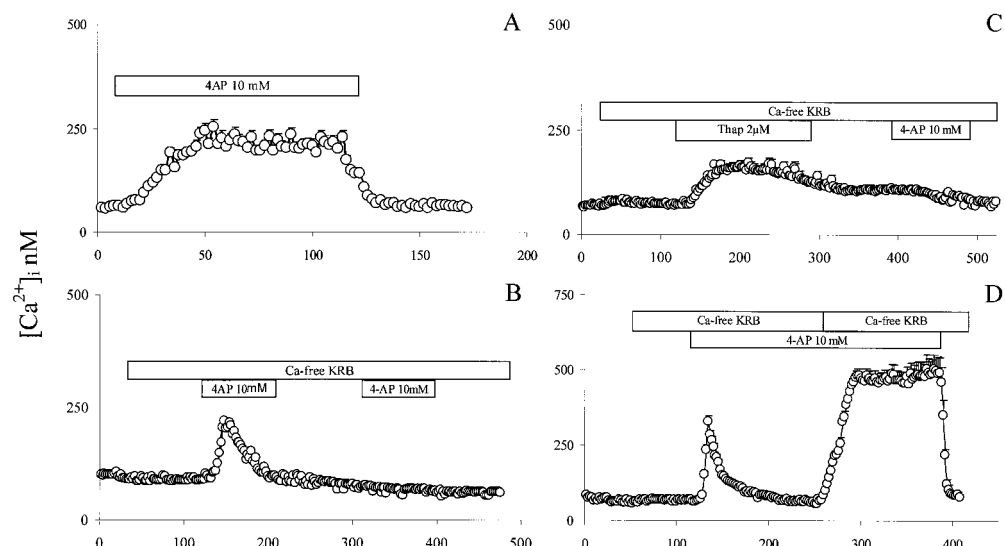 [Ca²⁺]ᵢ nM
A
500
250
0
4AP 10 mM
0 50 100 150 200
B
500
250
0
Ca-free KRB
4AP 10mM 4-AP 10mM
0 100 200 300 400 500
C
500
250
0
Ca-free KRB
Thap 2µM 4-AP 10 mM
0 100 200 300 400 500
D
750
500
250
0
Ca-free KRB Ca-free KRB
4-AP 10 mM
0 100 200 300 400